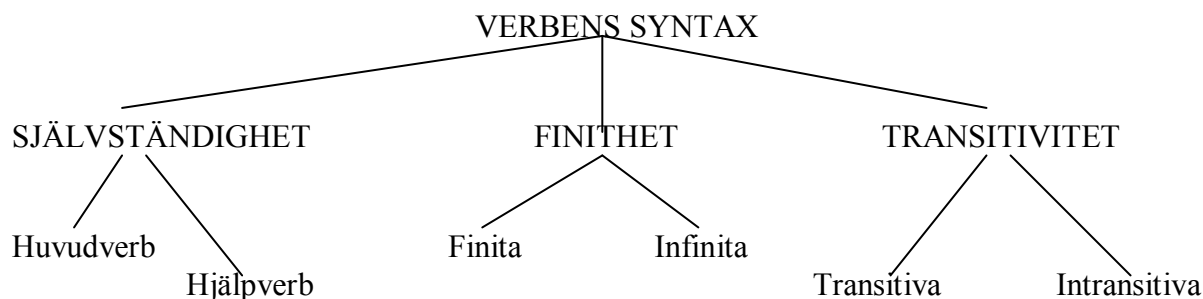 VERBENS SYNTAX
SJÄLVSTÄNDIGHET FINITHET TRANSITIVITET
Huvudverb Finita Infinita
Hjälpverb Transitiva Intransitiva